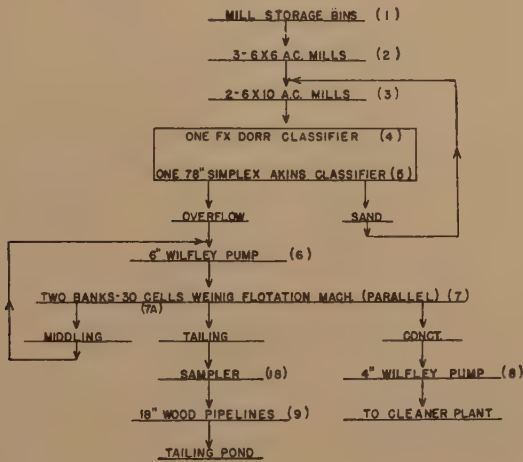 MILL STORAGE BINS (1)
3-6X6 A.C. MILLS (2)
2-6X10 A.C. MILLS (3)
ONE FX DORR CLASSIFIER (4)
ONE 78" SIMPLEX AKINS CLASSIFIER (5)
OVERFLOW SAND
6" WILFLEY PUMP (6)
TWO BANKS-30 CELLS WEINIG FLOTATION MACH. (PARALLEL) (7)
(7A)
MIDDLING TAILING CONCT.
SAMPLER (18) 4" WILFLEY PUMP (8)
18" WOOD PIPELINES (9) TO CLEANER PLANT
TAILING POND